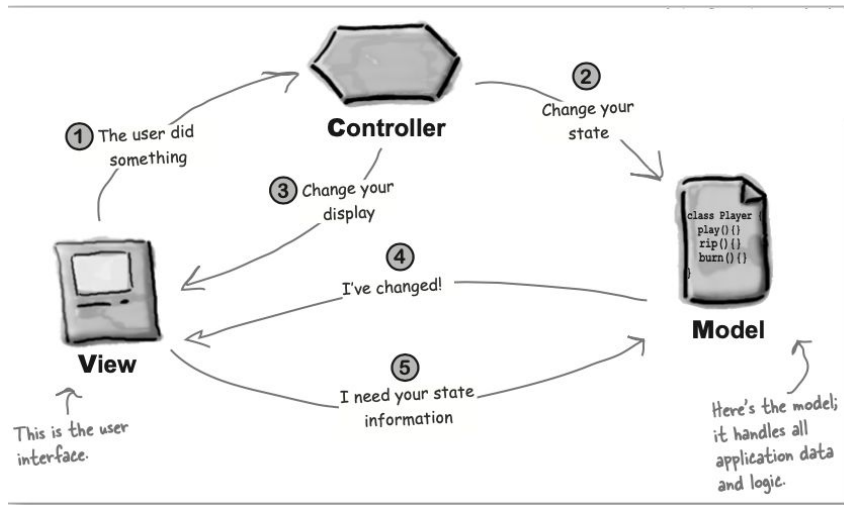 1 The user did
something
Controller
2
Change your
state
3 Change your
display
class Player {
play(){}
rip(){}
burn(){}
}
4
I've changed!
View
Model
5
I need your state
information
This is the user
interface.
Here's the model;
it handles all
application data
and logic.